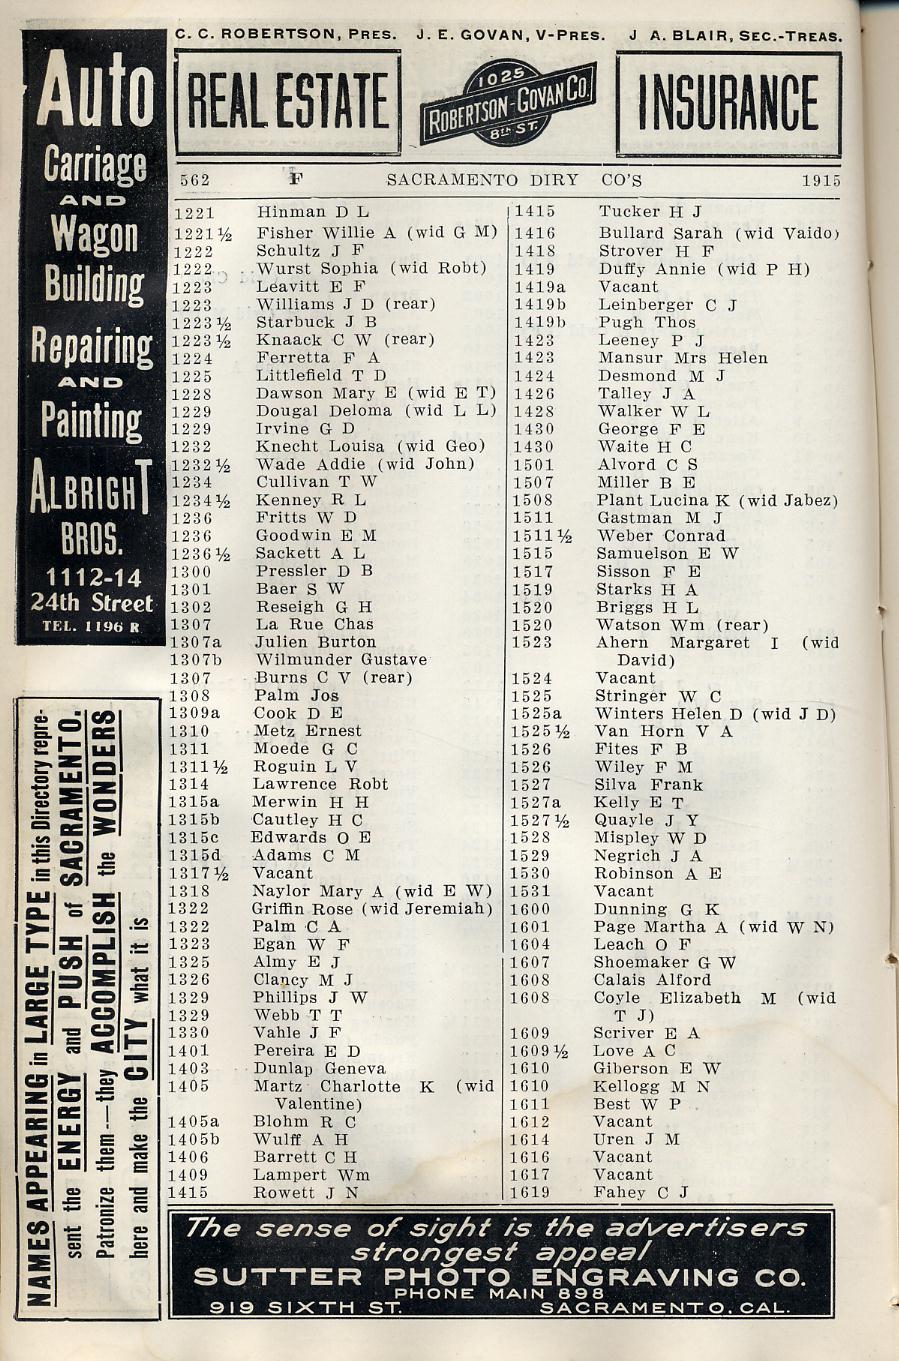 C. C. ROBERTSON, PRES. J. E. GOVAN, V-PRES. J A. BLAIR, SEC.-TREAS.
REAL ESTATE
1025
ROBERTSON-GOVAN CO.
8TH ST.
INSURANCE
Auto
Carriage
AND
Wagon
Building
Repairing
AND
Painting
ALBRIGHT
BROS.
1112-14
24th Street
TEL. 1196 R
NAMES APPEARING in LARGE TYPE in this Directory repre-
sent the ENERGY and PUSH of SACRAMENTO.
Patronize them—they ACCOMPLISH the WONDERS
here and make the CITY what it is
562 F SACRAMENTO DIRY CO'S 1915
1221 Hinman D L
1221½ Fisher Willie A (wid G M)
1222 Schultz J F
1222 Wurst Sophia (wid Robt)
1223 Leavitt E F
1223 Williams J D (rear)
1223½ Starbuck J B
1223½ Knaack C W (rear)
1224 Ferretta F A
1225 Littlefield T D
1228 Dawson Mary E (wid E T)
1229 Dougal Deloma (wid L L)
1229 Irvine G D
1232 Knecht Louisa (wid Geo)
1232½ Wade Addie (wid John)
1234 Cullivan T W
1234½ Kenney R L
1236 Fritts W D
1236 Goodwin E M
1236½ Sackett A L
1300 Pressler D B
1301 Baer S W
1302 Reseigh G H
1307 La Rue Chas
1307a Julien Burton
1307b Wilmunder Gustave
1307 Burns C V (rear)
1308 Palm Jos
1309a Cook D E
1310 Metz Ernest
1311 Moede G C
1311½ Roguin L V
1314 Lawrence Robt
1315a Merwin H H
1315b Cautley H C
1315c Edwards O E
1315d Adams C M
1317½ Vacant
1318 Naylor Mary A (wid E W)
1322 Griffin Rose (wid Jeremiah)
1322 Palm C A
1323 Egan W F
1325 Almy E J
1326 Clancy M J
1329 Phillips J W
1329 Webb T T
1330 Vahle J F
1401 Pereira E D
1403 Dunlap Geneva
1405 Martz Charlotte K (wid
Valentine)
1405a Blohm R C
1405b Wulff A H
1406 Barrett C H
1409 Lampert Wm
1415 Rowett J N
1415 Tucker H J
1416 Bullard Sarah (wid Vaido)
1418 Strover H F
1419 Duffy Annie (wid P H)
1419a Vacant
1419b Leinberger C J
1419b Pugh Thos
1423 Leeney P J
1423 Mansur Mrs Helen
1424 Desmond M J
1426 Talley J A
1428 Walker W L
1430 George F E
1430 Waite H C
1501 Alvord C S
1507 Miller B E
1508 Plant Lucina K (wid Jabez)
1511 Gastman M J
1511½ Weber Conrad
1515 Samuelson E W
1517 Sisson F E
1519 Starks H A
1520 Briggs H L
1520 Watson Wm (rear)
1523 Ahern Margaret I (wid
David)
1524 Vacant
1525 Stringer W C
1525a Winters Helen D (wid J D)
1525½ Van Horn V A
1526 Fites F B
1526 Wiley F M
1527 Silva Frank
1527a Kelly E T
1527½ Quayle J Y
1528 Mispley W D
1529 Negrich J A
1530 Robinson A E
1531 Vacant
1600 Dunning G K
1601 Page Martha A (wid W N)
1604 Leach O F
1607 Shoemaker G W
1608 Calais Alford
1608 Coyle Elizabeth M (wid
T J)
1609 Scriver E A
1609½ Love A C
1610 Giberson E W
1610 Kellogg M N
1611 Best W P
1612 Vacant
1614 Uren J M
1616 Vacant
1617 Vacant
1619 Fahey C J
The sense of sight is the advertisers
strongest appeal
SUTTER PHOTO ENGRAVING CO.
PHONE MAIN 898
919 SIXTH ST. SACRAMENTO, CAL.